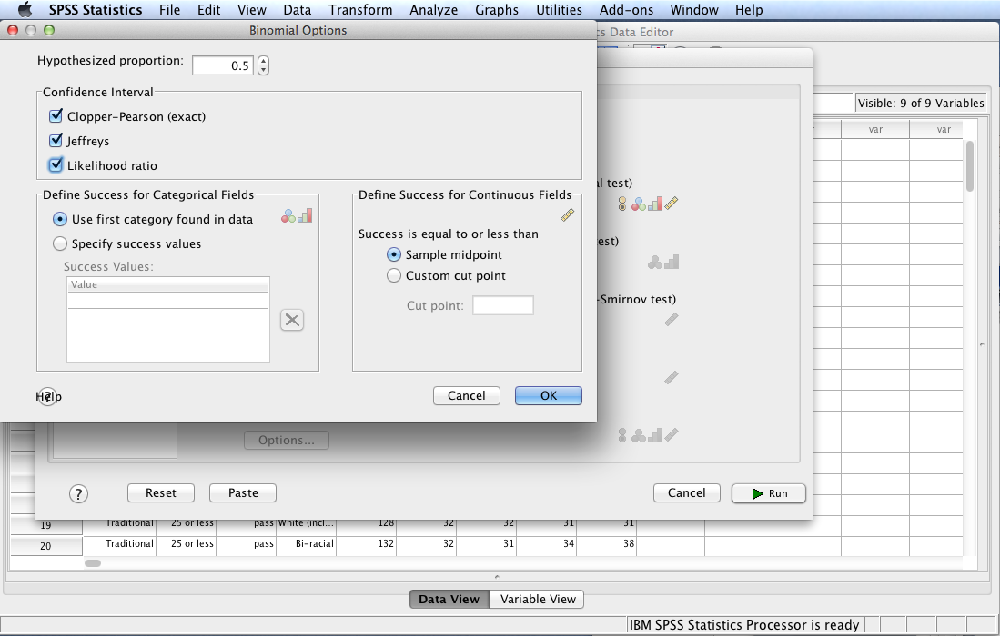 SPSS Statistics File Edit View Data Transform Analyze Graphs Utilities Add-ons Window Help
Binomial Options
cs Data Editor
Hypothesized proportion: 0.5
Confidence Interval
Visible: 9 of 9 Variables
Clopper-Pearson (exact)
var var
Jeffreys
Likelihood ratio
al test)
Define Success for Categorical Fields
Define Success for Continuous Fields
Use first category found in data
Success is equal to or less than
Specify success values
est)
Sample midpoint
Success Values:
Custom cut point
Value
-Smirnov test)
Cut point:
Help
?
Cancel OK
Options...
? Reset Paste Cancel Run
19 Traditional 25 or less pass White (incl... 128 32 32 31 31
20 Traditional 25 or less pass Bi-racial 132 32 31 34 38
Data View Variable View
IBM SPSS Statistics Processor is ready